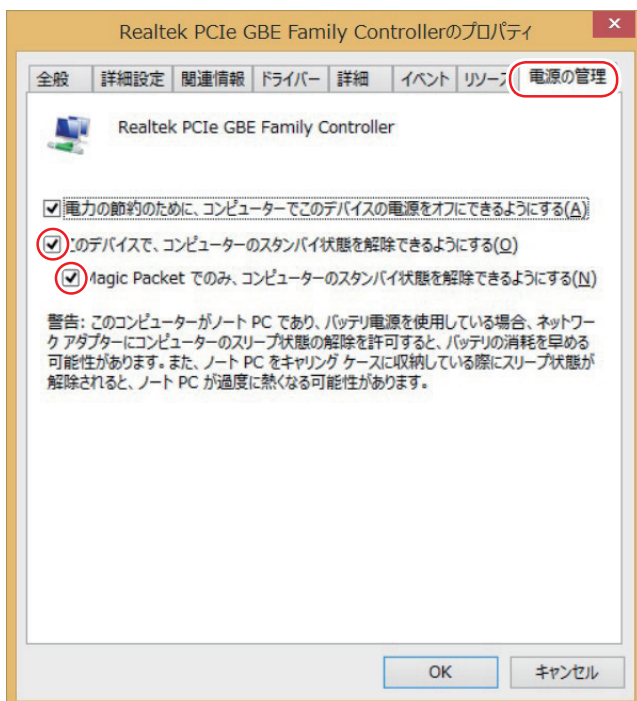 Realtek PCIe GBE Family Controllerのプロパティ
全般 詳細設定 関連情報 ドライバー 詳細 イベント リソース 電源の管理
Realtek PCIe GBE Family Controller
電力の節約のために、コンピューターでこのデバイスの電源をオフにできるようにする(A)
このデバイスで、コンピューターのスタンバイ状態を解除できるようにする(O)
Magic Packet でのみ、コンピューターのスタンバイ状態を解除できるようにする(N)
警告: このコンピューターがノート PC であり、バッテリ電源を使用している場合、ネットワー
ク アダプターにコンピューターのスリープ状態の解除を許可すると、バッテリの消耗を早める
可能性があります。また、ノート PC をキャリング ケースに収納している際にスリープ状態が
解除されると、ノート PC が過度に熱くなる可能性があります。
OK キャンセル